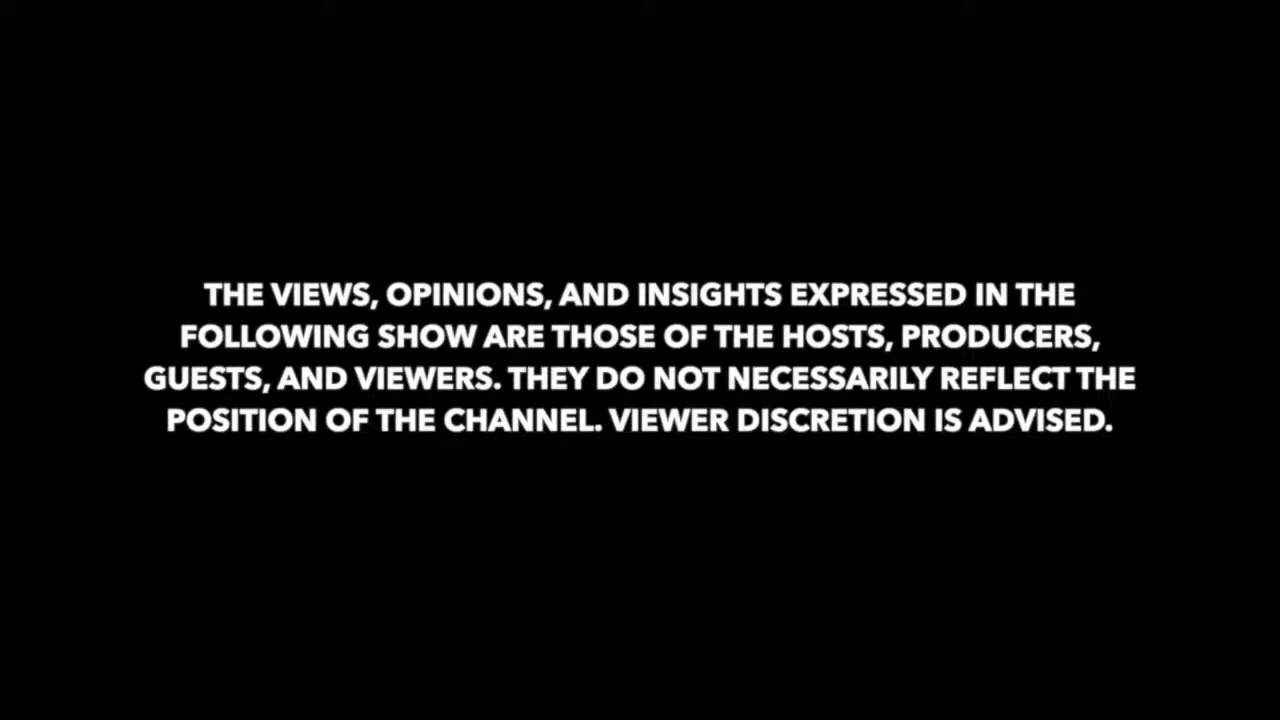 THE VIEWS, OPINIONS, AND INSIGHTS EXPRESSED IN THE
FOLLOWING SHOW ARE THOSE OF THE HOSTS, PRODUCERS,
GUESTS, AND VIEWERS. THEY DO NOT NECESSARILY REFLECT THE
POSITION OF THE CHANNEL. VIEWER DISCRETION IS ADVISED.